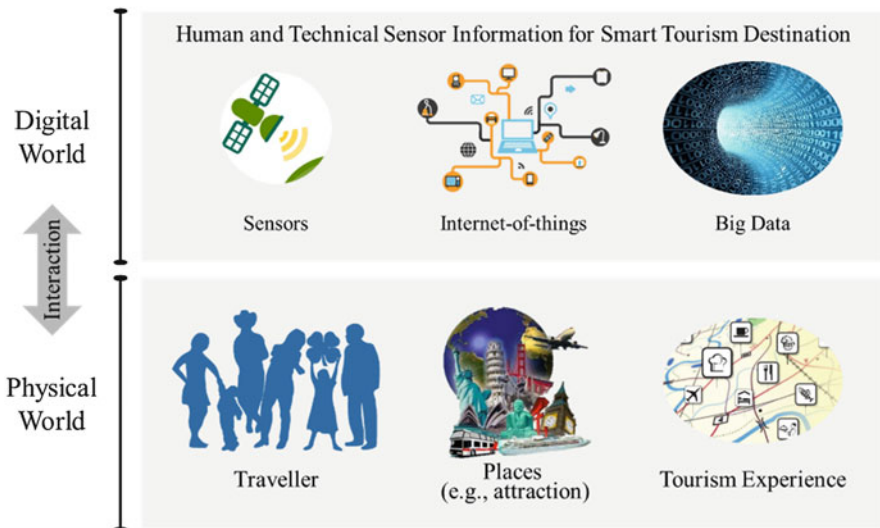 Human and Technical Sensor Information for Smart Tourism Destination
Digital
World
Sensors
Internet-of-things
Big Data
Interaction
Physical
World
Traveller
Places
(e.g., attraction)
Tourism Experience